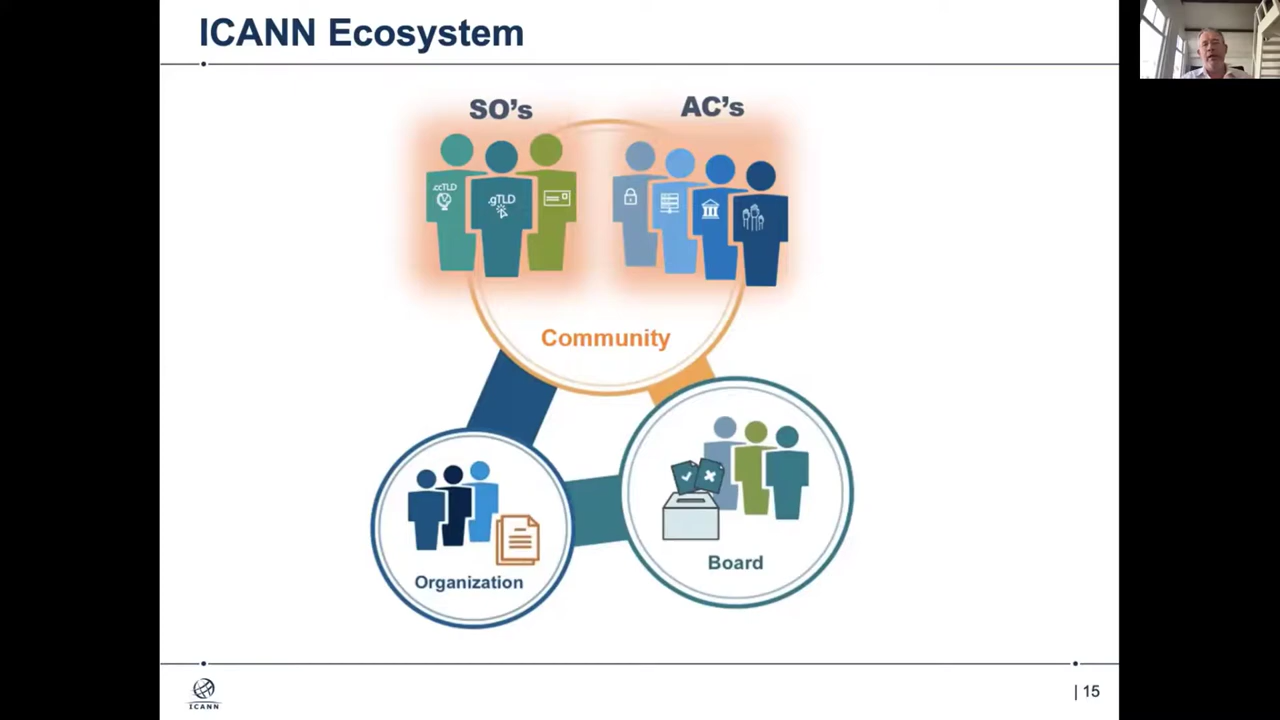 ICANN Ecosystem
SO's
AC's
.ccTLD
.gTLD
Community
Organization
Board
ICANN
| 15